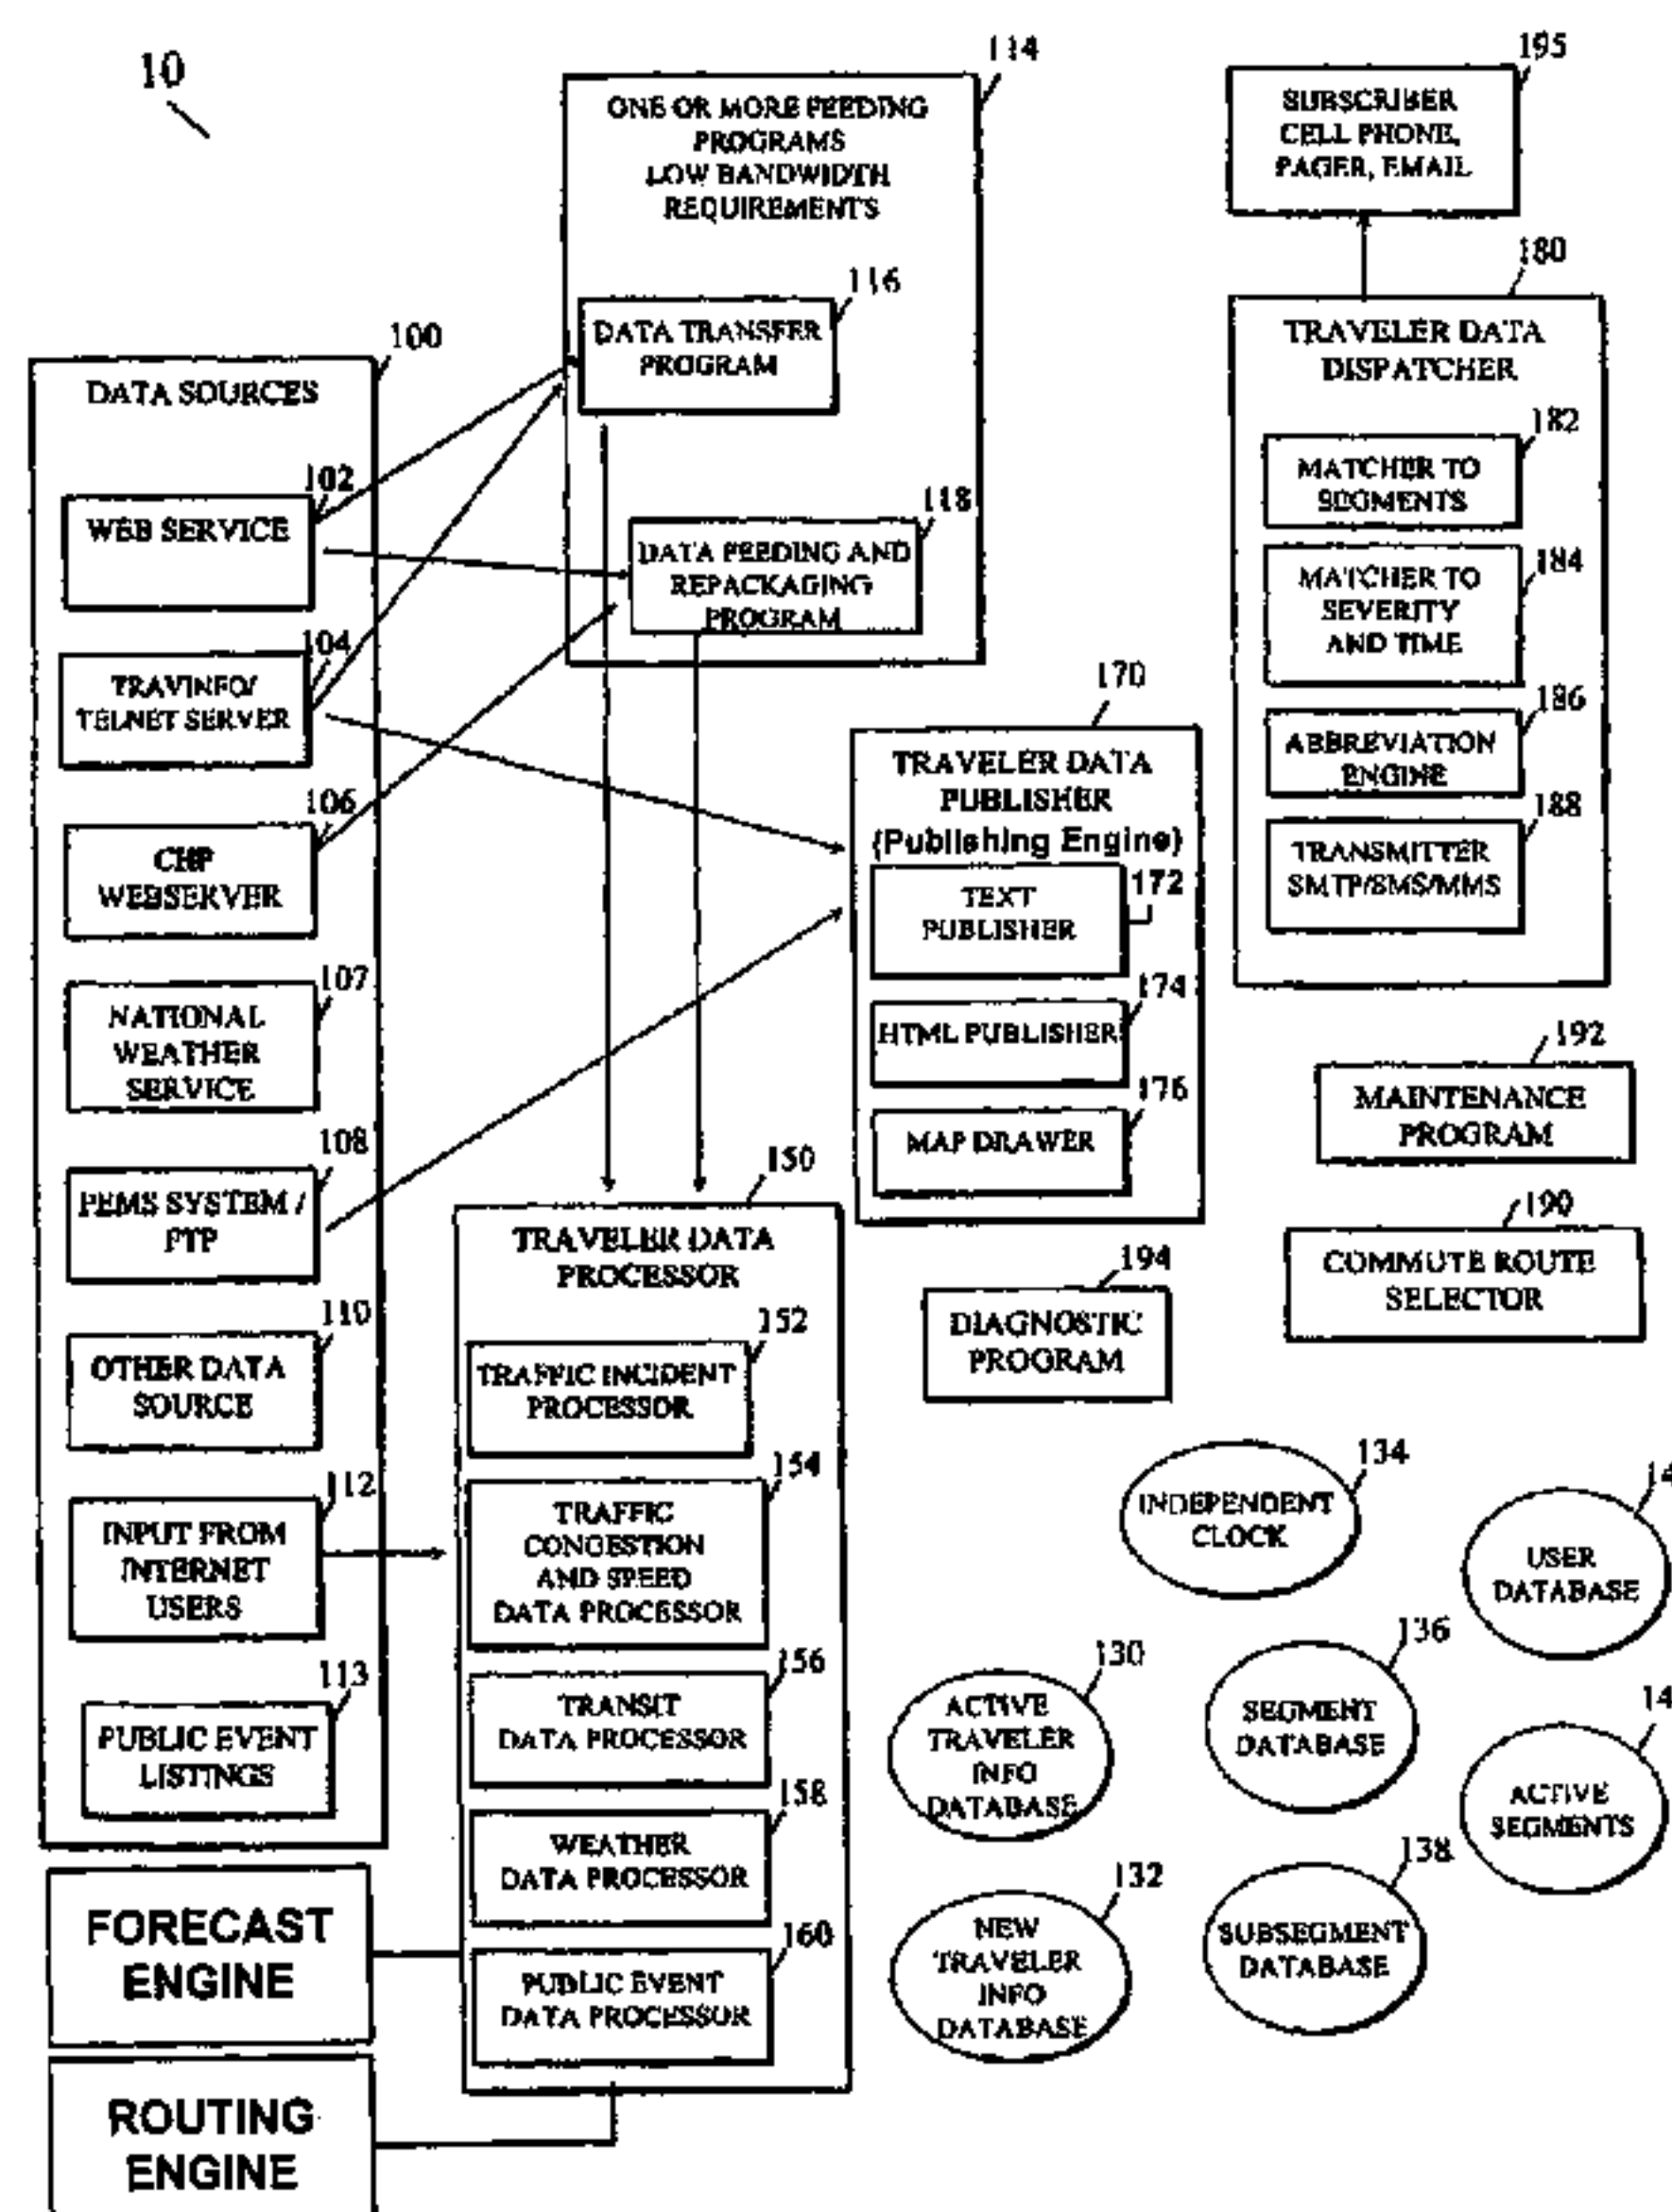 10
114
ONE OR MORE FEEDING
PROGRAMS
LOW BANDWIDTH
REQUIREMENTS
116
DATA TRANSFER
PROGRAM
118
DATA FEEDING AND
REPACKAGING
PROGRAM
195
SUBSCRIBER
CELL PHONE,
PAGER, EMAIL
180
TRAVELER DATA
DISPATCHER
182
MATCHER TO
SEGMENTS
184
MATCHER TO
SEVERITY
AND TIME
186
ABBREVIATION
ENGINE
188
TRANSMITTER
SMTP/SMS/MMS
100
DATA SOURCES
102
WEB SERVICE
104
TRAVINFO/
TELNET SERVER
106
CHP
WEBSERVER
107
NATIONAL
WEATHER
SERVICE
108
PEMS SYSTEM /
FTP
110
OTHER DATA
SOURCE
112
INPUT FROM
INTERNET
USERS
113
PUBLIC EVENT
LISTINGS
170
TRAVELER DATA
PUBLISHER
(Publishing Engine)
172
TEXT
PUBLISHER
174
HTML PUBLISHER
176
MAP DRAWER
192
MAINTENANCE
PROGRAM
190
COMMUTE ROUTE
SELECTOR
194
DIAGNOSTIC
PROGRAM
150
TRAVELER DATA
PROCESSOR
152
TRAFFIC INCIDENT
PROCESSOR
154
TRAFFIC
CONGESTION
AND SPEED
DATA PROCESSOR
156
TRANSIT
DATA PROCESSOR
158
WEATHER
DATA PROCESSOR
160
PUBLIC EVENT
DATA PROCESSOR
134
INDEPENDENT
CLOCK
USER
DATABASE
130
ACTIVE
TRAVELER
INFO
DATABASE
136
SEGMENT
DATABASE
ACTIVE
SEGMENTS
132
NEW
TRAVELER
INFO
DATABASE
138
SUBSEGMENT
DATABASE
FORECAST
ENGINE
ROUTING
ENGINE